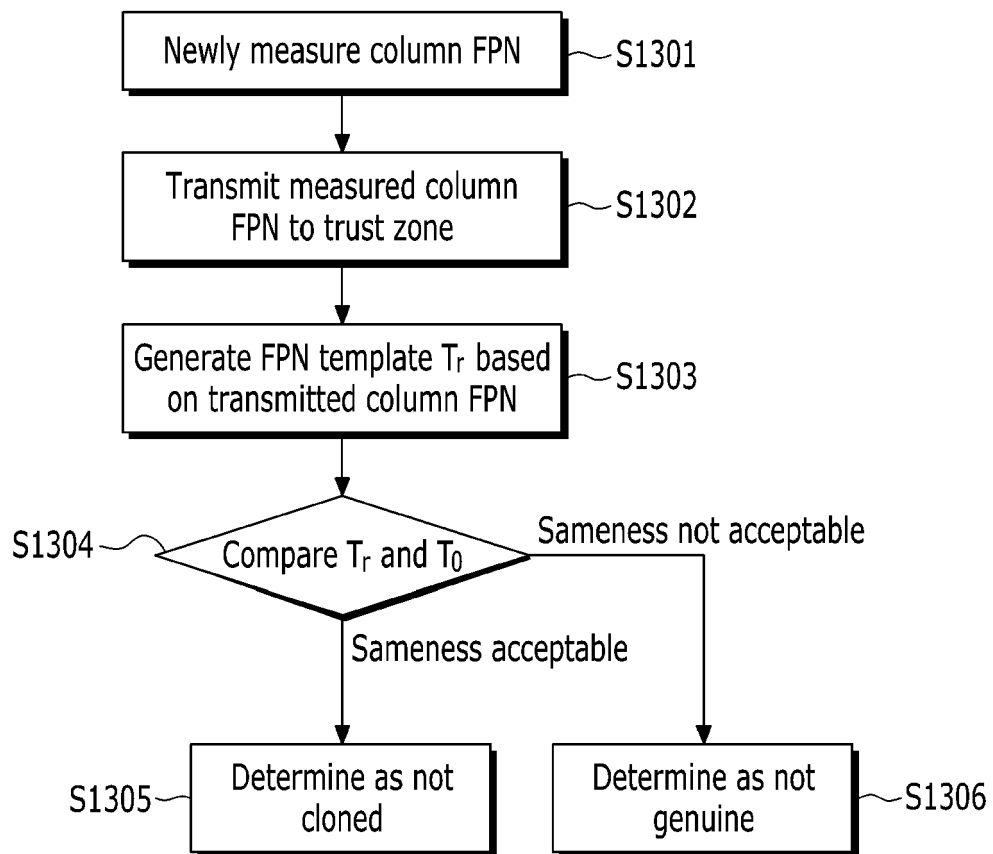 Newly measure column FPN
S1301
Transmit measured column
FPN to trust zone
S1302
Generate FPN template Tr based
on transmitted column FPN
S1303
S1304
Compare Tr and T0
Sameness not acceptable
Sameness acceptable
S1305
Determine as not
cloned
Determine as not
genuine
S1306